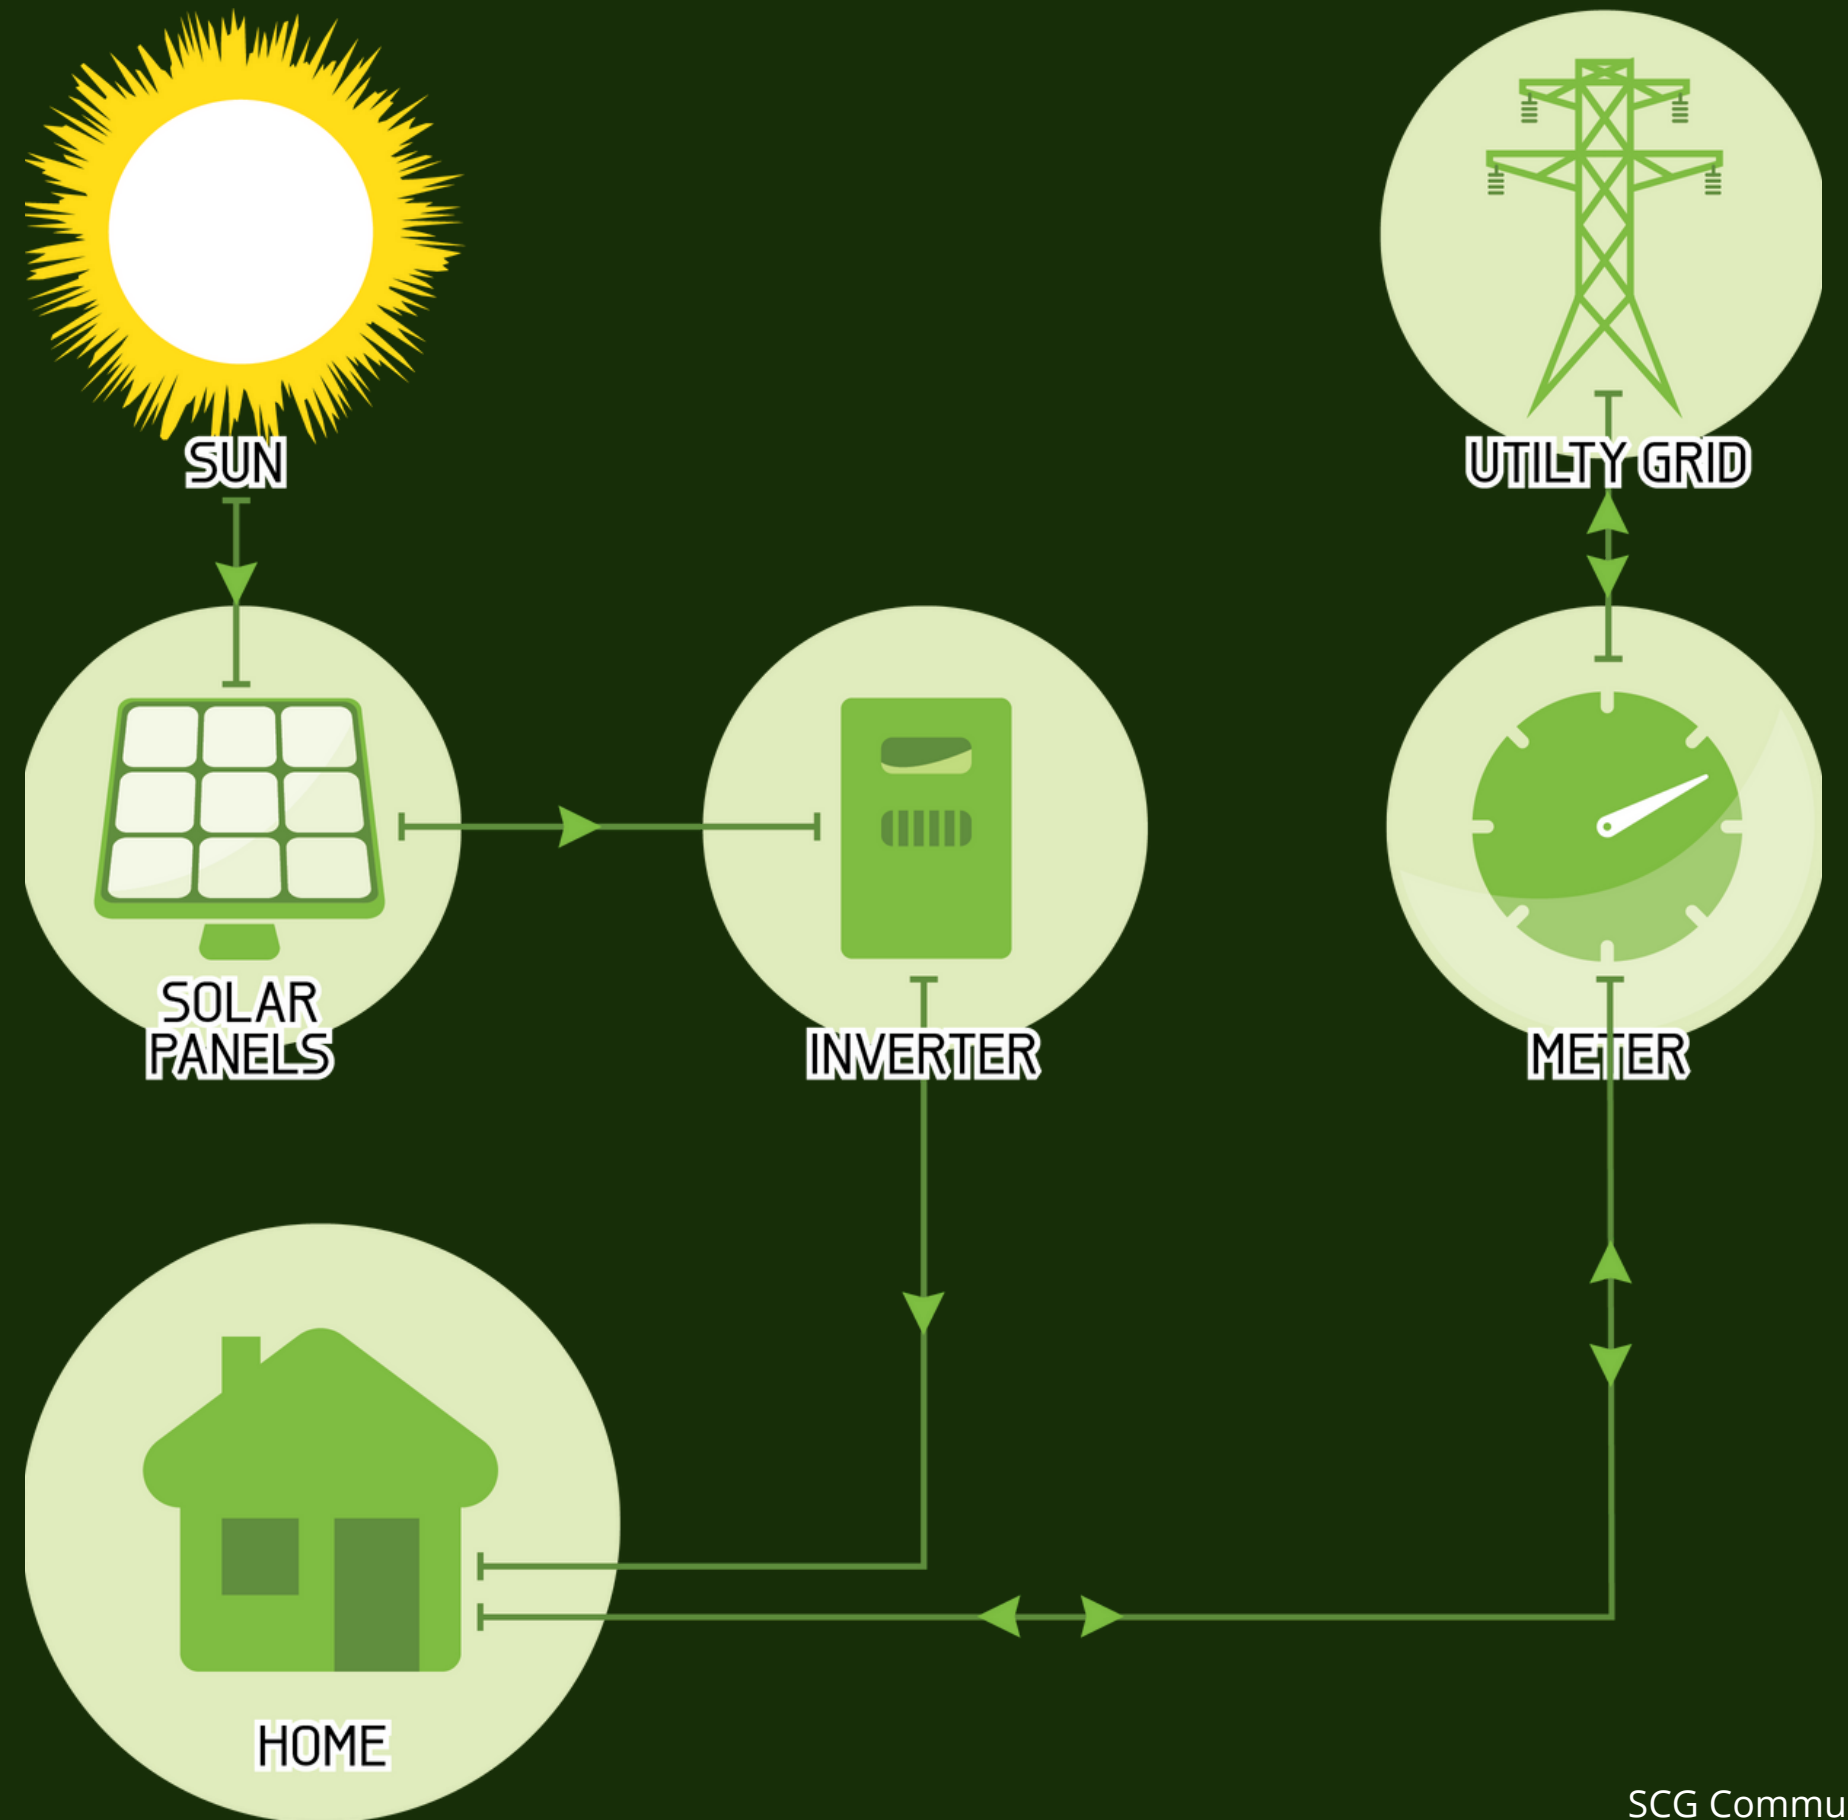 SUN
UTILTY GRID
SOLAR
PANELS
INVERTER
METER
HOME
SCG Commu